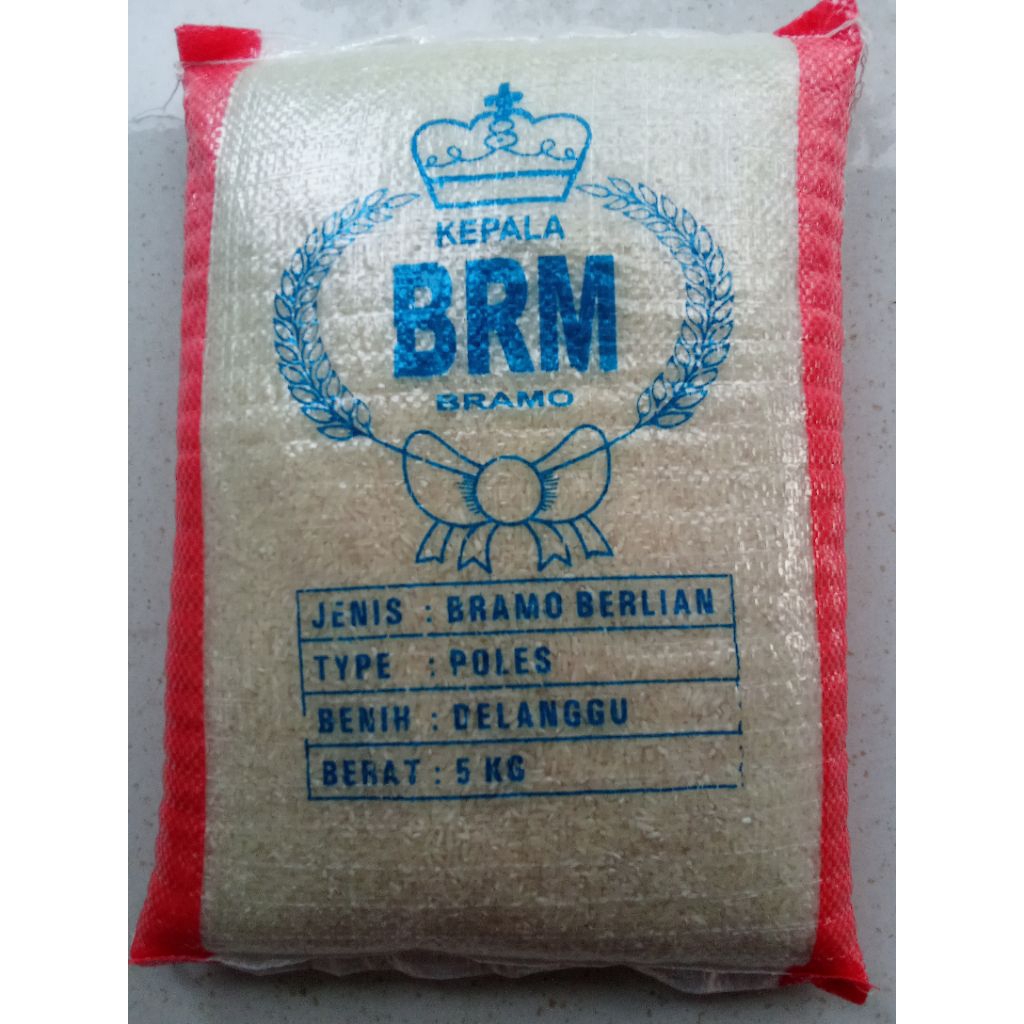 KEPALA
BRM
BRAMO
JENIS : BRAMO BERLIAN
TYPE : POLES
BENIH : DELANGGU
BERAT : 5 KG